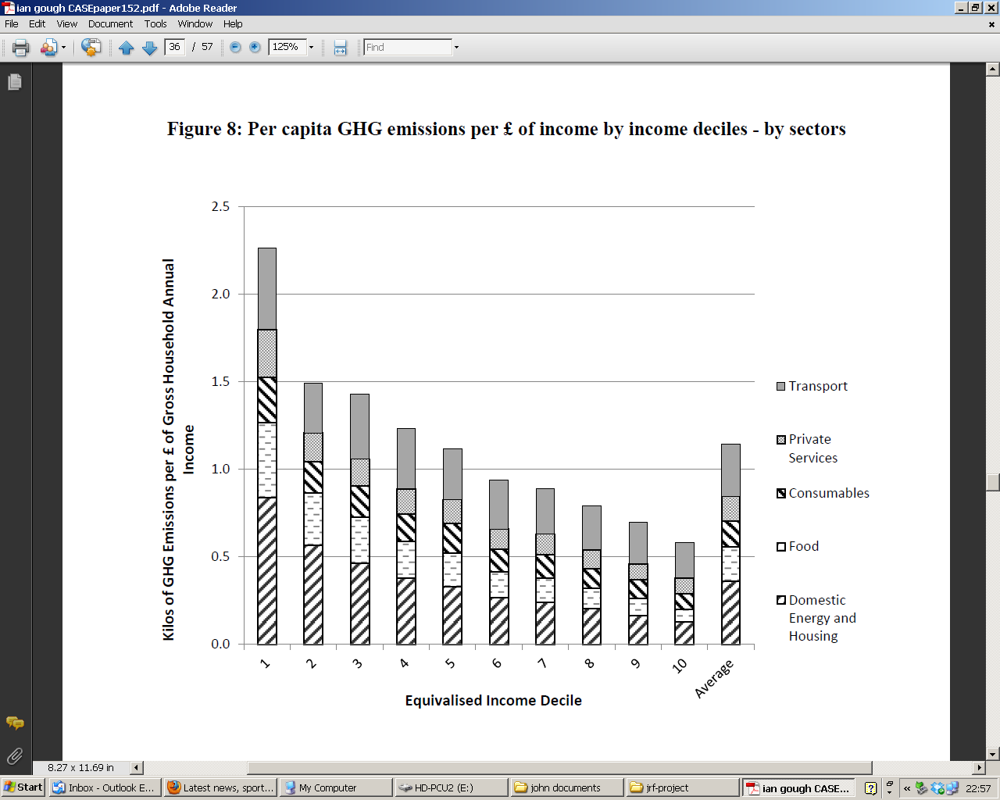 ian gough CASEpaper152.pdf - Adobe Reader
File Edit View Document Tools Window Help
36 / 57 125% Find
Figure 8: Per capita GHG emissions per £ of income by income deciles - by sectors
Kilos of GHG Emissions per £ of Gross Household Annual
Income
2.5
2.0
1.5
1.0
0.5
0.0
1 2 3 4 5 6 7 8 9 10 Average
Equivalised Income Decile
Transport
Private
Services
Consumables
Food
Domestic
Energy and
Housing
8.27 x 11.69 in
Start Inbox - Outlook E... Latest news, sport... My Computer HD-PCU2 (E:) john documents jrf-project ian gough CASE... 22:57